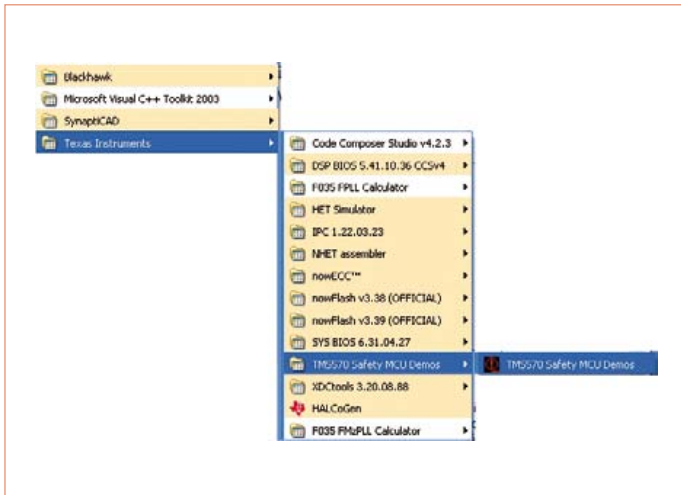 Blackhawk
Microsoft Visual C++ Toolkit 2003
SynaptiCAD
Texas Instruments
Code Composer Studio v4.2.3
DSP BIOS 5.41.10.36 CCSv4
F035 FPLL Calculator
HET Simulator
IPC 1.22.03.23
NHET assembler
nowECC™
nowFlash v3.38 (OFFICIAL)
nowFlash v3.39 (OFFICIAL)
SYS BIOS 6.31.04.27
TMS570 Safety MCU Demos
TMS570 Safety MCU Demos
XDCtools 3.20.08.88
HALCoGen
F035 FMzPLL Calculator